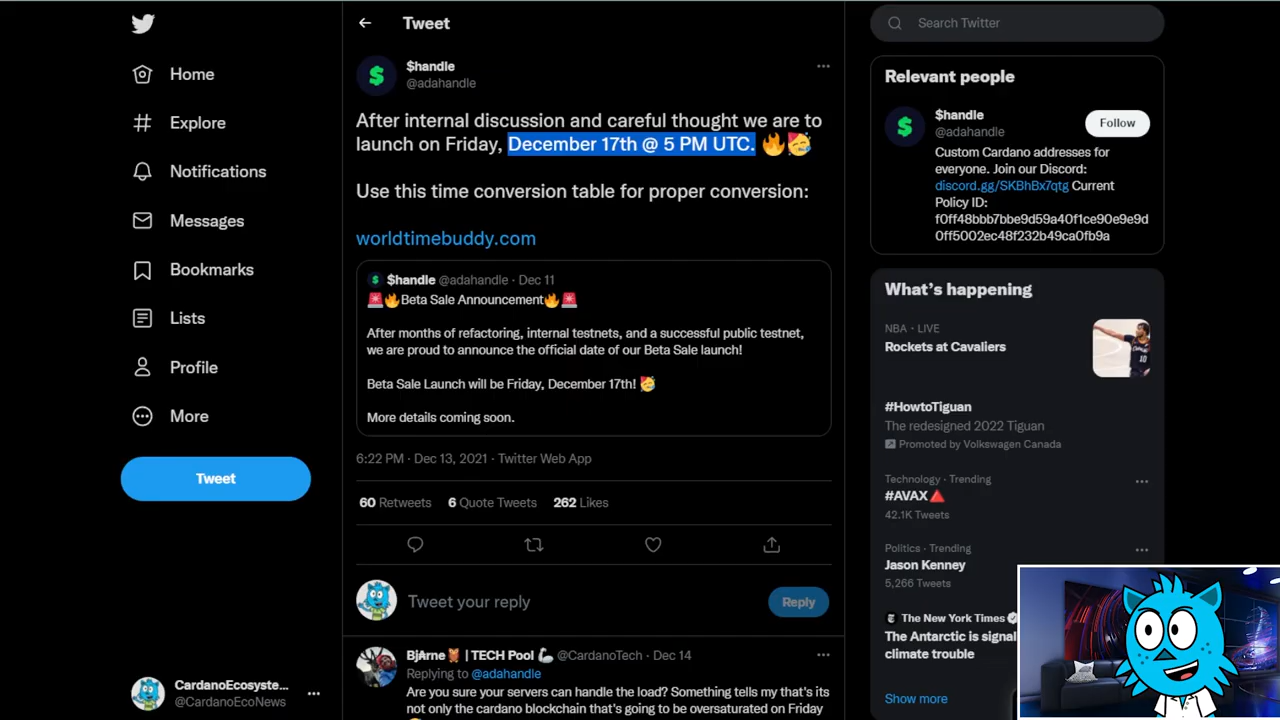 Home
Explore
Notifications
Messages
Bookmarks
Lists
Profile
More
Tweet
CardanoEcosyste...
@CardanoEcoNews
Tweet
$handle
@adahandle
After internal discussion and careful thought we are to
launch on Friday, December 17th @ 5 PM UTC. 🔥🥳
Use this time conversion table for proper conversion:
worldtimebuddy.com
$handle @adahandle · Dec 11
🚨🔥Beta Sale Announcement🔥🚨
After months of refactoring, internal testnets, and a successful public testnet,
we are proud to announce the official date of our Beta Sale launch!
Beta Sale Launch will be Friday, December 17th! 🥳
More details coming soon.
6:22 PM · Dec 13, 2021 · Twitter Web App
60 Retweets 6 Quote Tweets 262 Likes
Tweet your reply
Reply
BjɅrne🦉 | TECH Pool 🦾 @CardanoTech · Dec 14
Replying to @adahandle
Are you sure your servers can handle the load? Something tells my that's its
not only the cardano blockchain that's going to be oversaturated on Friday
Search Twitter
Relevant people
$handle
@adahandle
Follow
Custom Cardano addresses for
everyone. Join our Discord:
discord.gg/SKBhBx7qtg Current
Policy ID:
f0ff48bbb7bbe9d59a40f1ce90e9e9d
0ff5002ec48f232b49ca0fb9a
What's happening
NBA · LIVE
Rockets at Cavaliers
#HowtoTiguan
The redesigned 2022 Tiguan
Promoted by Volkswagen Canada
Technology · Trending
#AVAX🔺
42.1K Tweets
Politics · Trending
Jason Kenney
5,266 Tweets
The New York Times
The Antarctic is signal
climate trouble
Show more